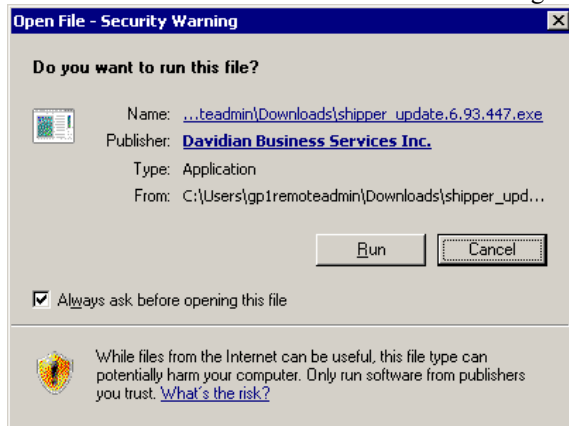 Open File - Security Warning
Do you want to run this file?
Name: ...teadmin\Downloads\shipper_update.6.93.447.exe
Publisher: Davidian Business Services Inc.
Type: Application
From: C:\Users\gp1remoteadmin\Downloads\shipper_upd...
Run Cancel
Always ask before opening this file
While files from the Internet can be useful, this file type can
potentially harm your computer. Only run software from publishers
you trust. What's the risk?